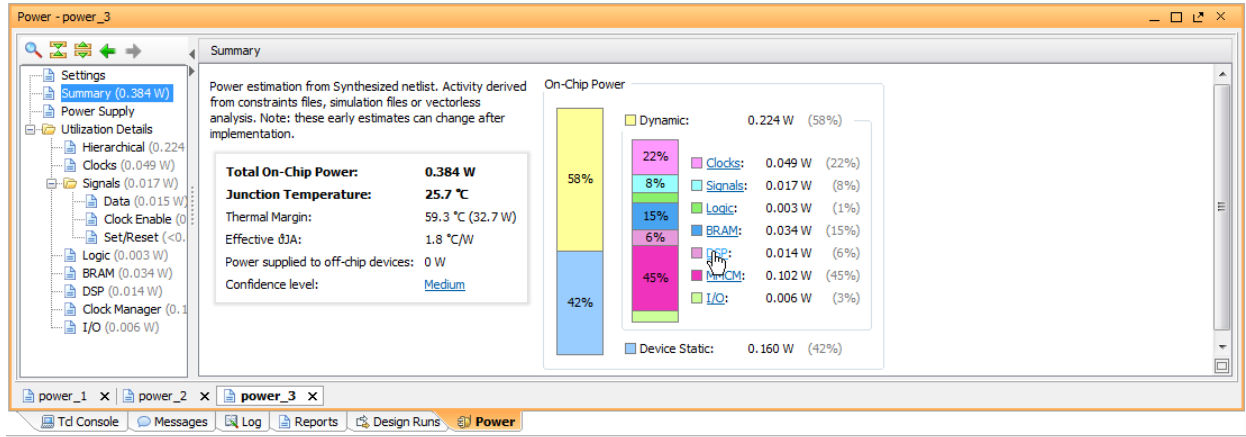 Power - power_3
Summary
Settings
Summary (0.384 W)
Power Supply
Utilization Details
Hierarchical (0.224
Clocks (0.049 W)
Signals (0.017 W)
Data (0.015 W)
Clock Enable (0
Set/Reset (<0.
Logic (0.003 W)
BRAM (0.034 W)
DSP (0.014 W)
Clock Manager (0.1
I/O (0.006 W)
Power estimation from Synthesized netlist. Activity derived
from constraints files, simulation files or vectorless
analysis. Note: these early estimates can change after
implementation.
Total On-Chip Power: 0.384 W
Junction Temperature: 25.7 °C
Thermal Margin: 59.3 °C (32.7 W)
Effective ϑJA: 1.8 °C/W
Power supplied to off-chip devices: 0 W
Confidence level: Medium
On-Chip Power
58%
42%
Dynamic: 0.224 W (58%)
22%
8%
15%
6%
45%
Clocks: 0.049 W (22%)
Signals: 0.017 W (8%)
Logic: 0.003 W (1%)
BRAM: 0.034 W (15%)
DSP: 0.014 W (6%)
MMCM: 0.102 W (45%)
I/O: 0.006 W (3%)
Device Static: 0.160 W (42%)
power_1 power_2 power_3
Tcl Console Messages Log Reports Design Runs Power